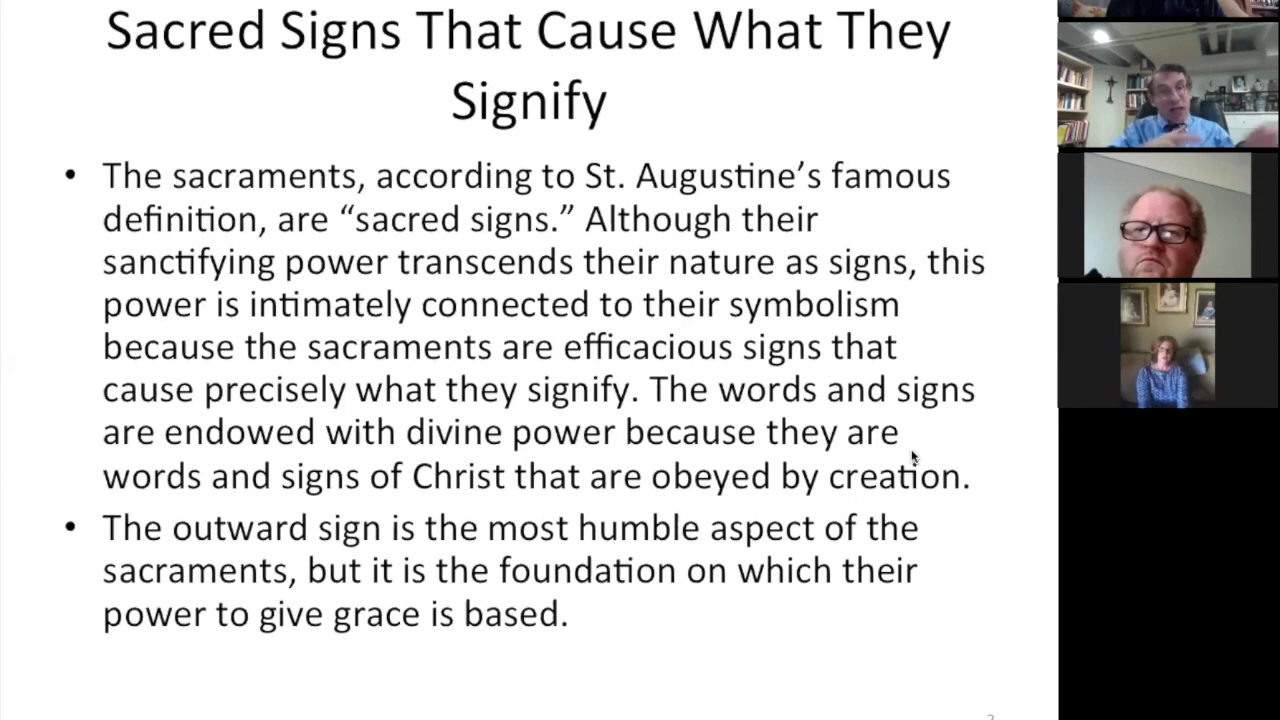 Sacred Signs That Cause What They
Signify
• The sacraments, according to St. Augustine’s famous
definition, are “sacred signs.” Although their
sanctifying power transcends their nature as signs, this
power is intimately connected to their symbolism
because the sacraments are efficacious signs that
cause precisely what they signify. The words and signs
are endowed with divine power because they are
words and signs of Christ that are obeyed by creation.
• The outward sign is the most humble aspect of the
sacraments, but it is the foundation on which their
power to give grace is based.